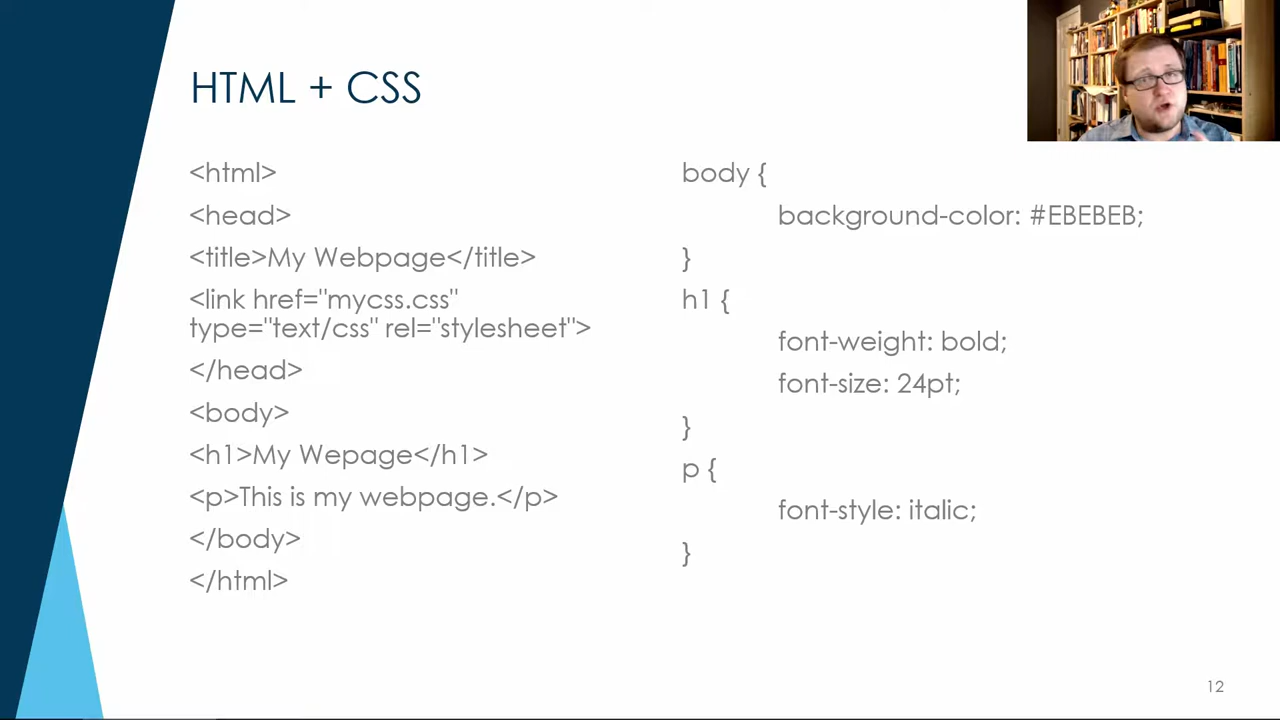 HTML + CSS
<html>
<head>
<title>My Webpage</title>
<link href="mycss.css"
type="text/css" rel="stylesheet">
</head>
<body>
<h1>My Wepage</h1>
<p>This is my webpage.</p>
</body>
</html>
body {
background-color: #EBEBEB;
}
h1 {
font-weight: bold;
font-size: 24pt;
}
p {
font-style: italic;
}
12